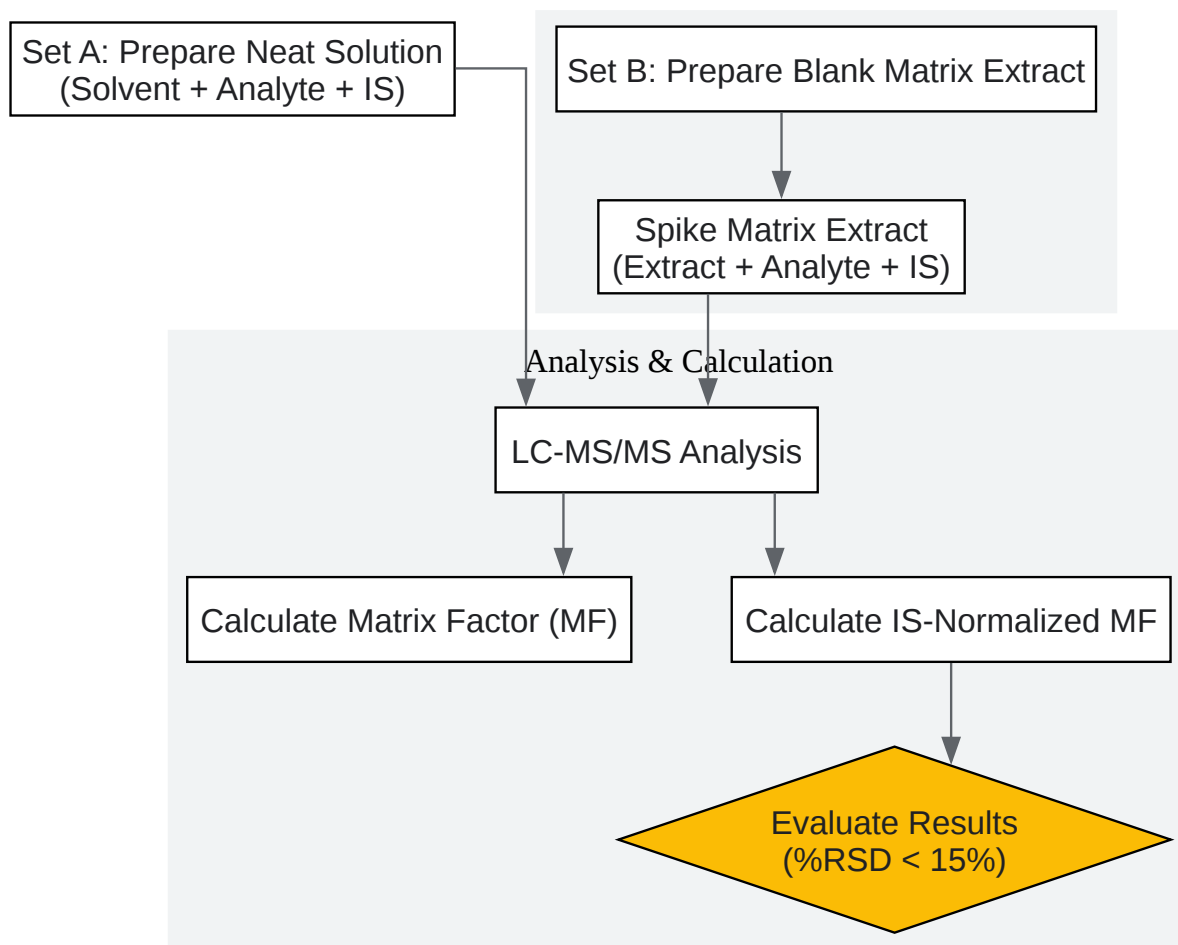 Set A: Prepare Neat Solution
(Solvent + Analyte + IS)
Set B: Prepare Blank Matrix Extract
Spike Matrix Extract
(Extract + Analyte + IS)
Analysis & Calculation
LC-MS/MS Analysis
Calculate Matrix Factor (MF)
Calculate IS-Normalized MF
Evaluate Results
(%RSD < 15%)